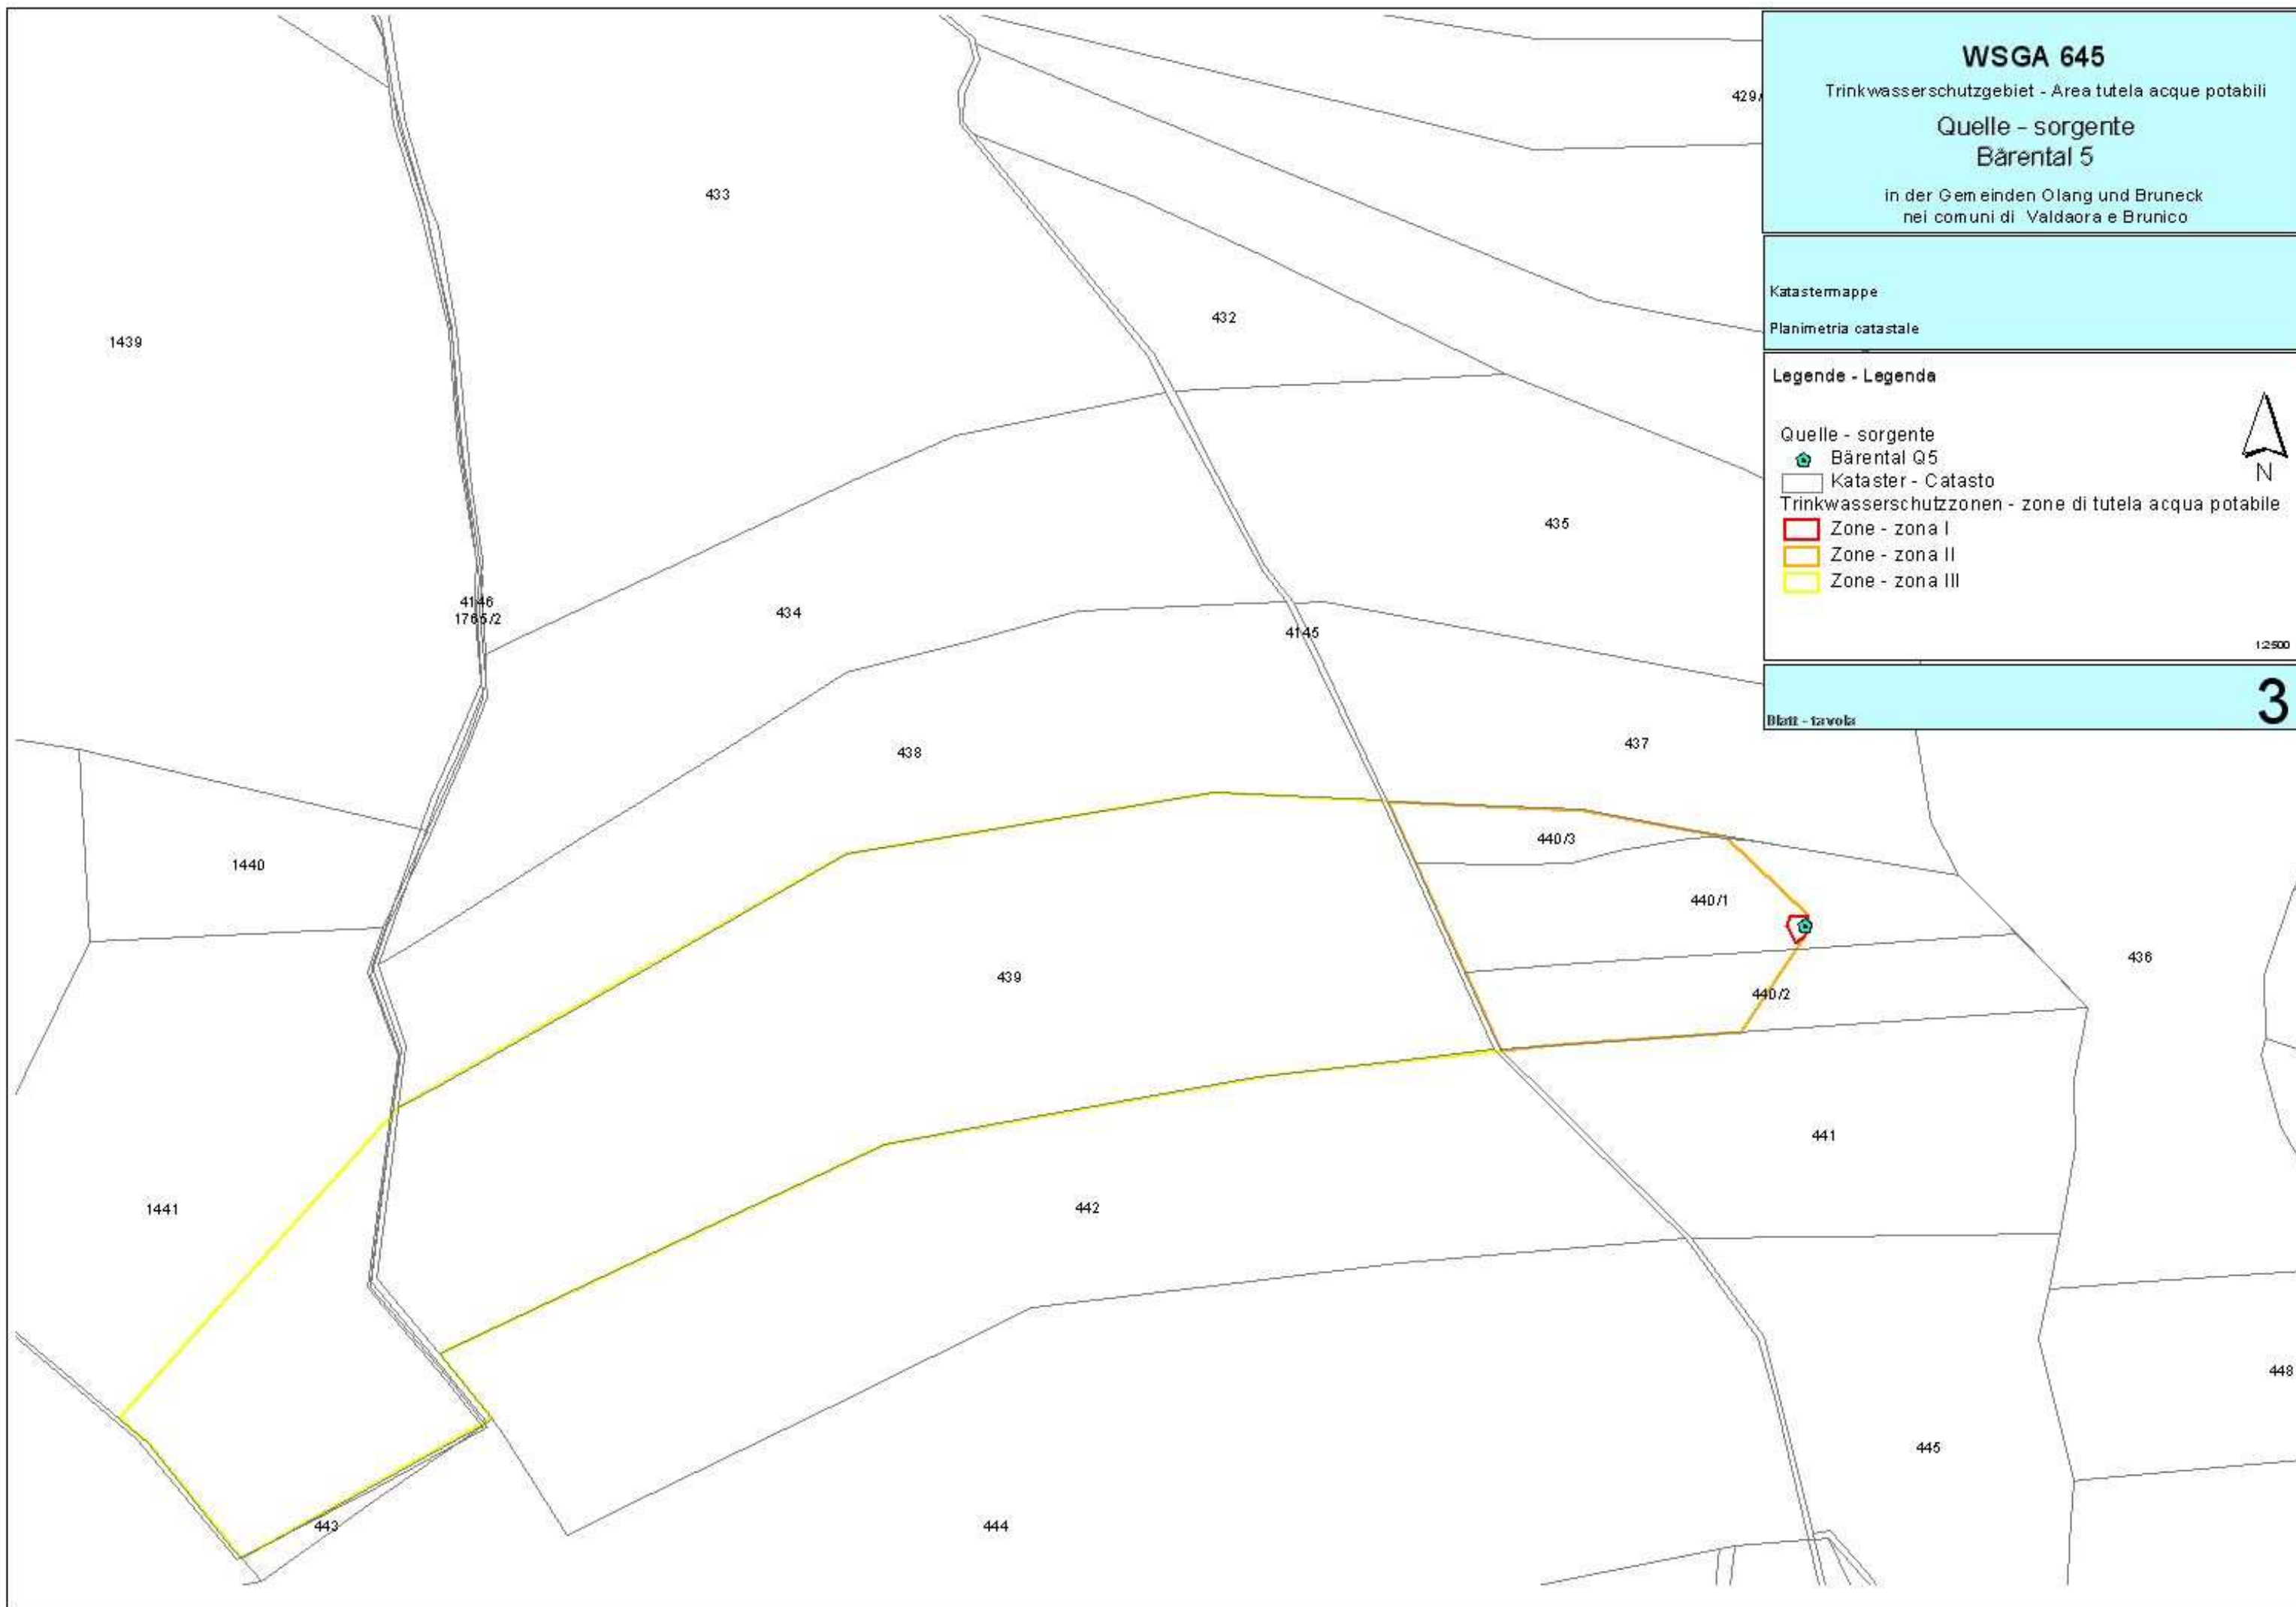 WSGA 645
Trinkwasserschutzgebiet - Area tutela acque potabili
Quelle - sorgente
Bärental 5
in der Gemeinden Olang und Bruneck
nei comuni di Valdaora e Brunico
Katastermappe
Planimetria catastale
Legende - Legenda
Quelle - sorgente
Bärental Q5
Kataster - Catasto
N
Trinkwasserschutzzonen - zone di tutela acqua potabile
Zone - zona I
Zone - zona II
Zone - zona III
1:2500
Blatt - tavola
3
429/
433
432
1439
435
4146
1765/2
434
4145
438
437
440/3
1440
440/1
439
436
440/2
441
1441
442
448
445
443
444